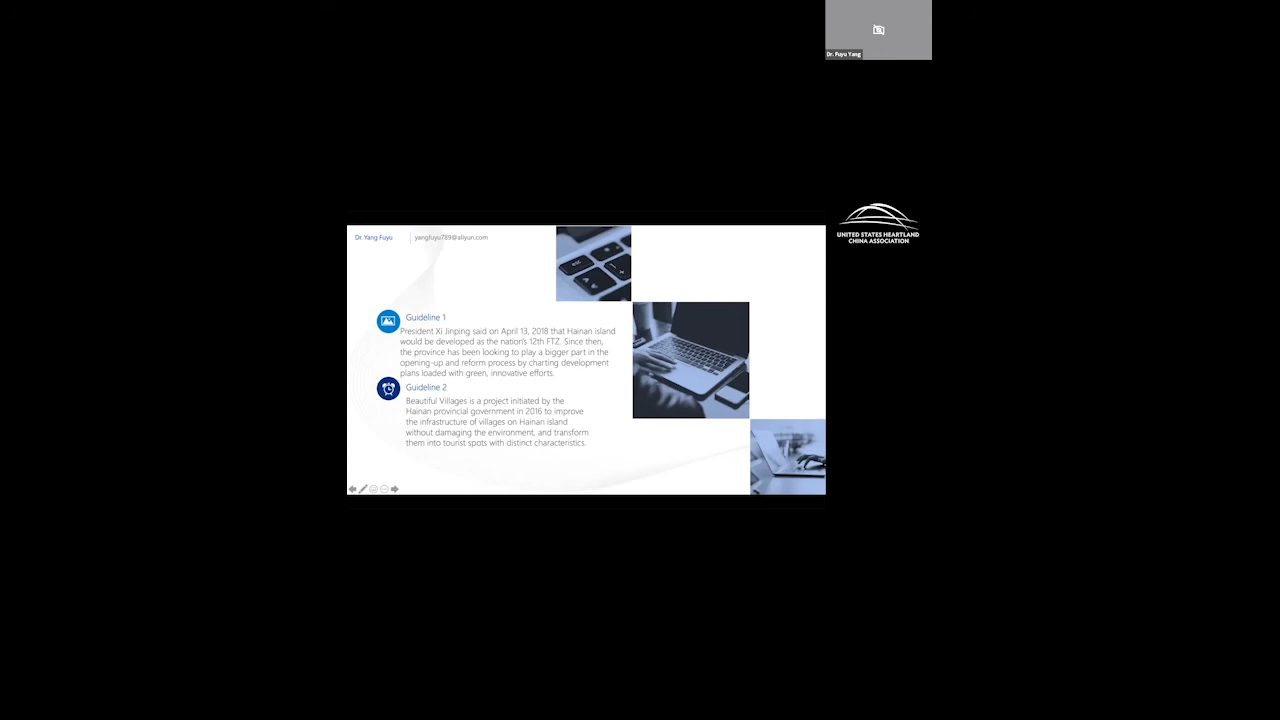 Dr. Fuyu Yang
UNITED STATES HEARTLAND
CHINA ASSOCIATION
Dr. Yang Fuyu
yangfuyu789@aliyun.com
Guideline 1
President Xi Jinping said on April 13, 2018 that Hainan island
would be developed as the nation's 12th FTZ. Since then,
the province has been looking to play a bigger part in the
opening-up and reform process by charting development
plans loaded with green, innovative efforts.
Guideline 2
Beautiful Villages is a project initiated by the
Hainan provincial government in 2016 to improve
the infrastructure of villages on Hainan island
without damaging the environment, and transform
them into tourist spots with distinct characteristics.